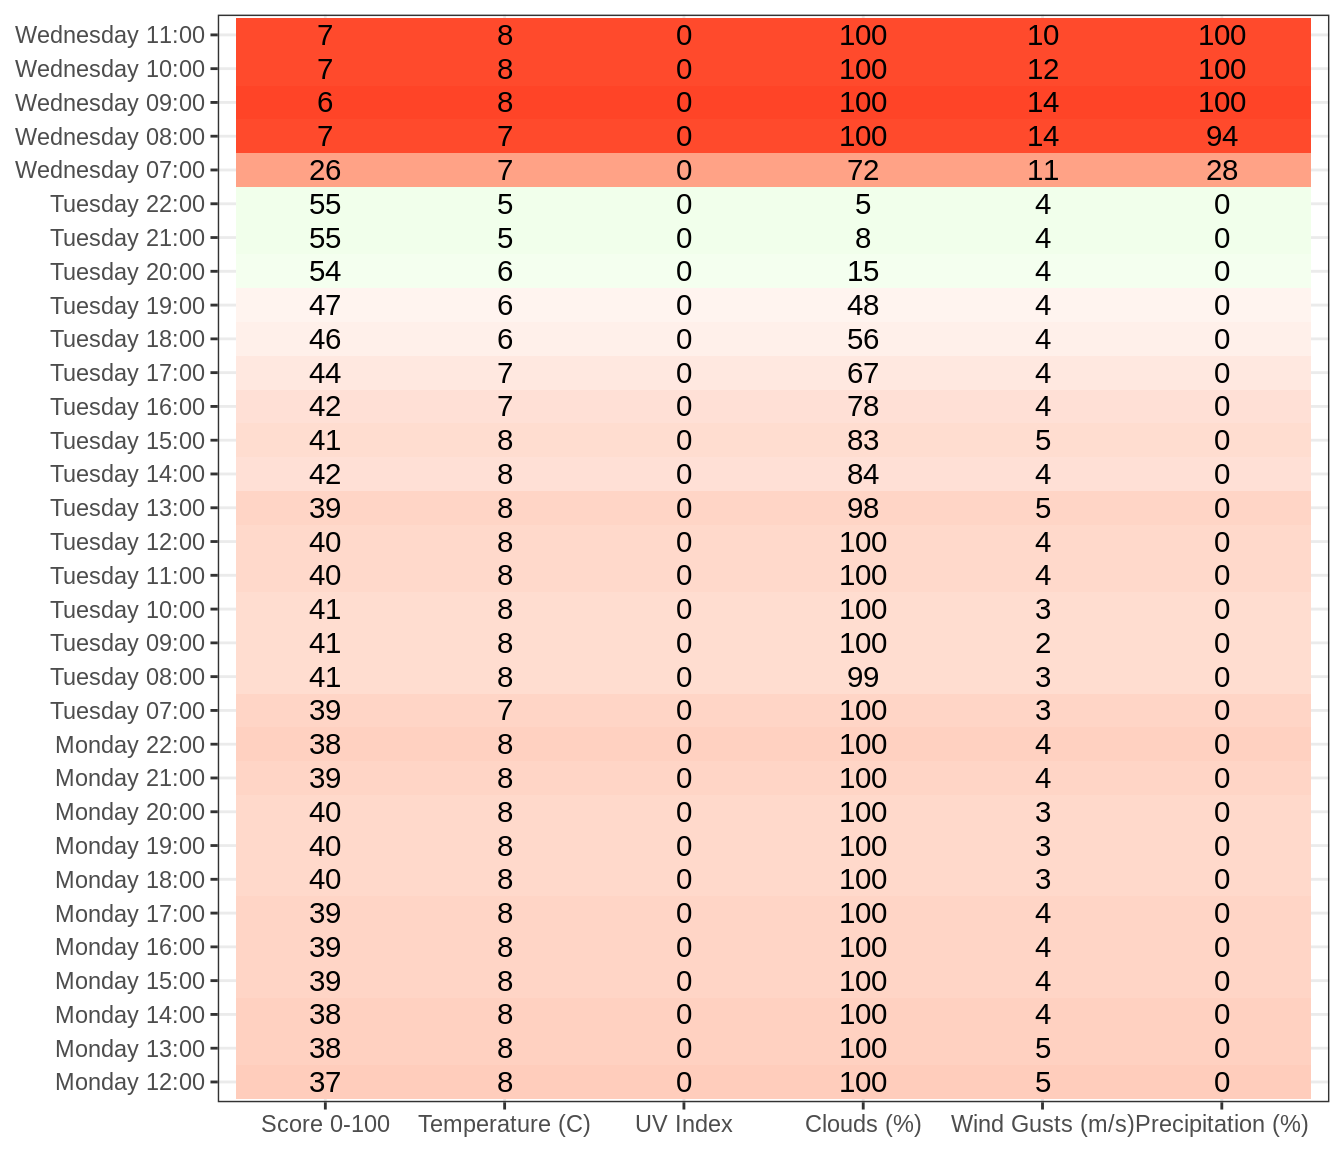 Wednesday 11:00 7 8 0 100 10 100
Wednesday 10:00 7 8 0 100 12 100
Wednesday 09:00 6 8 0 100 14 100
Wednesday 08:00 7 7 0 100 14 94
Wednesday 07:00 26 7 0 72 11 28
Tuesday 22:00 55 5 0 5 4 0
Tuesday 21:00 55 5 0 8 4 0
Tuesday 20:00 54 6 0 15 4 0
Tuesday 19:00 47 6 0 48 4 0
Tuesday 18:00 46 6 0 56 4 0
Tuesday 17:00 44 7 0 67 4 0
Tuesday 16:00 42 7 0 78 4 0
Tuesday 15:00 41 8 0 83 5 0
Tuesday 14:00 42 8 0 84 4 0
Tuesday 13:00 39 8 0 98 5 0
Tuesday 12:00 40 8 0 100 4 0
Tuesday 11:00 40 8 0 100 4 0
Tuesday 10:00 41 8 0 100 3 0
Tuesday 09:00 41 8 0 100 2 0
Tuesday 08:00 41 8 0 99 3 0
Tuesday 07:00 39 7 0 100 3 0
Monday 22:00 38 8 0 100 4 0
Monday 21:00 39 8 0 100 4 0
Monday 20:00 40 8 0 100 3 0
Monday 19:00 40 8 0 100 3 0
Monday 18:00 40 8 0 100 3 0
Monday 17:00 39 8 0 100 4 0
Monday 16:00 39 8 0 100 4 0
Monday 15:00 39 8 0 100 4 0
Monday 14:00 38 8 0 100 4 0
Monday 13:00 38 8 0 100 5 0
Monday 12:00 37 8 0 100 5 0
Score 0-100 Temperature (C) UV Index Clouds (%) Wind Gusts (m/s) Precipitation (%)